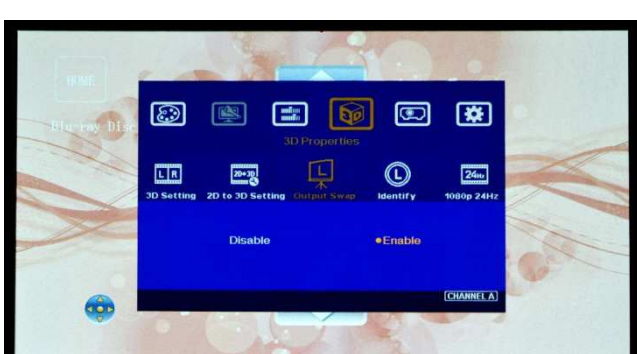 HOME
Blu-ray Disc
3D
3D Properties
L R
2D→3D
L
L
24Hz
3D Setting
2D to 3D Setting
Output Swap
Identify
1080p 24Hz
Disable
Enable
CHANNEL A